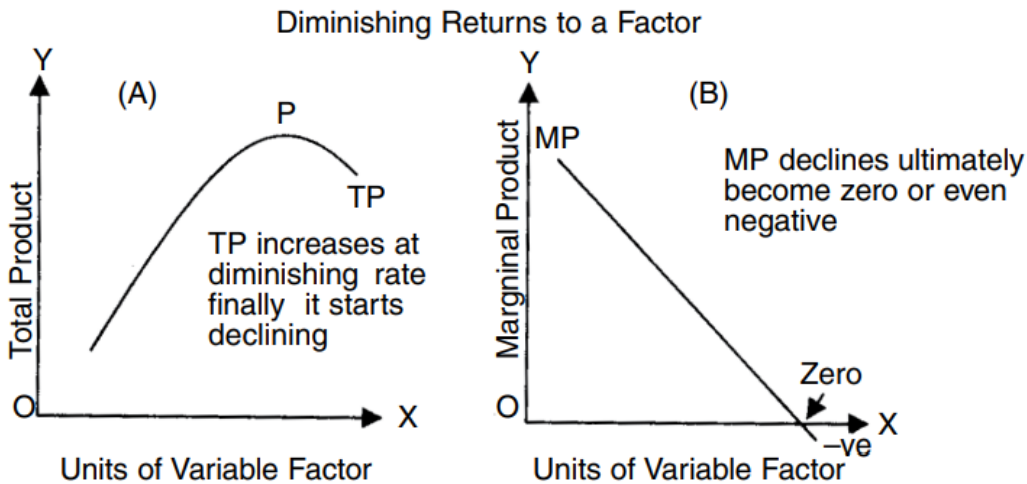 Diminishing Returns to a Factor
Y
(A)
P
TP
Total Product
TP increases at
diminishing rate
finally it starts
declining
O
X
Units of Variable Factor
Y
(B)
MP
MP declines ultimately
become zero or even
negative
Margninal Product
Zero
O
X
–ve
Units of Variable Factor